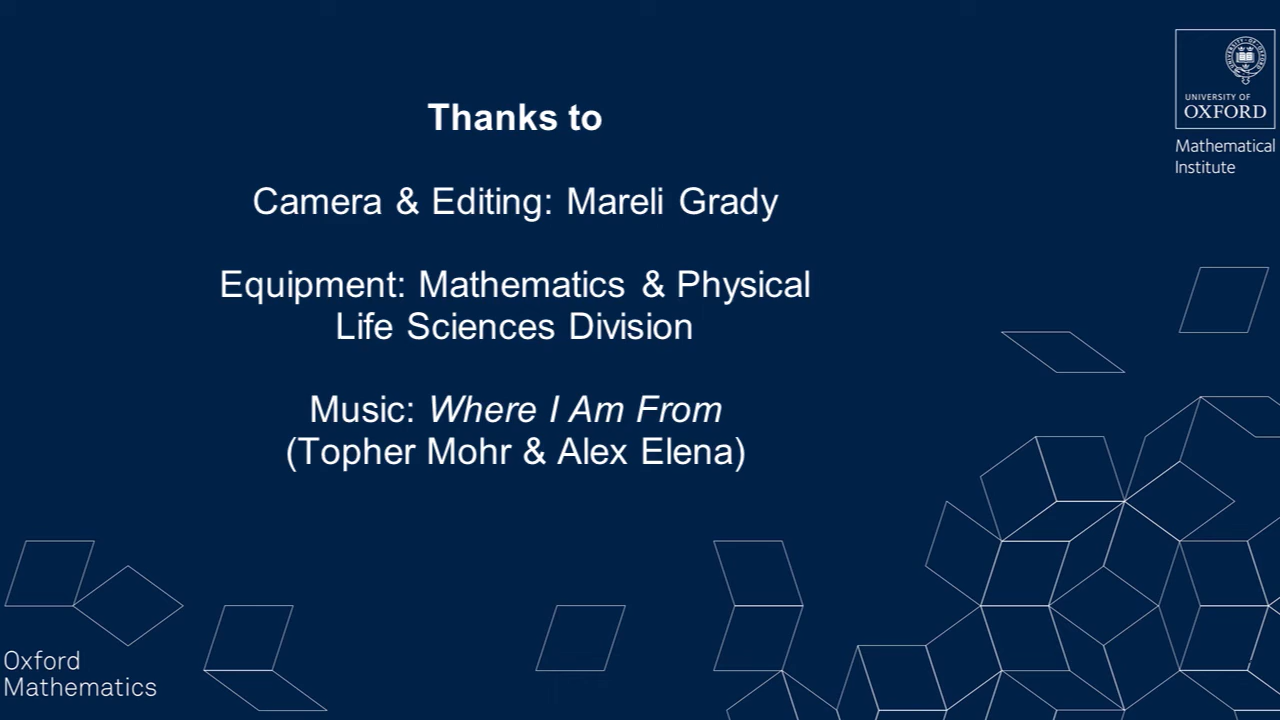 Thanks to
Camera & Editing: Mareli Grady
Equipment: Mathematics & Physical
Life Sciences Division
Music: Where I Am From
(Topher Mohr & Alex Elena)
UNIVERSITY OF
OXFORD
Mathematical
Institute
Oxford
Mathematics